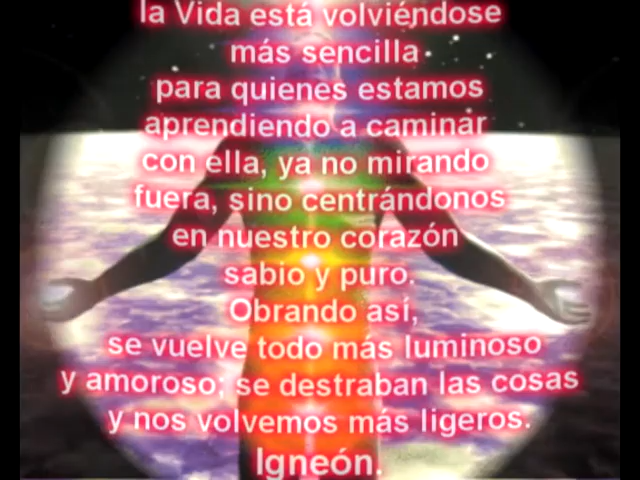 la Vida está volviéndose
más sencilla
para quienes estamos
aprendiendo a caminar
con ella, ya no mirando
fuera, sino centrándonos
en nuestro corazón
sabio y puro.
Obrando así,
se vuelve todo más luminoso
y amoroso; se destraban las cosas
y nos volvemos más ligeros.
Igneón.